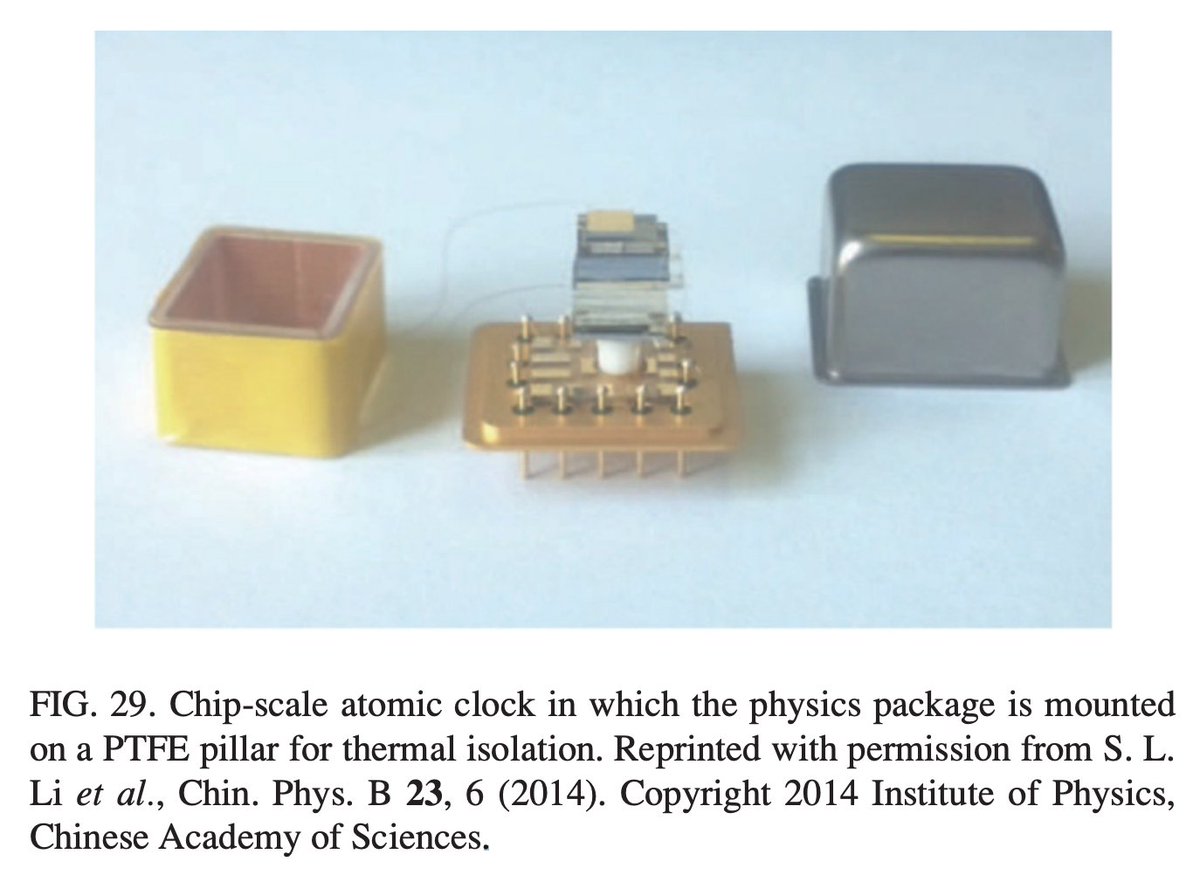 FIG. 29. Chip-scale atomic clock in which the physics package is mounted
on a PTFE pillar for thermal isolation. Reprinted with permission from S. L.
Li et al., Chin. Phys. B 23, 6 (2014). Copyright 2014 Institute of Physics,
Chinese Academy of Sciences.